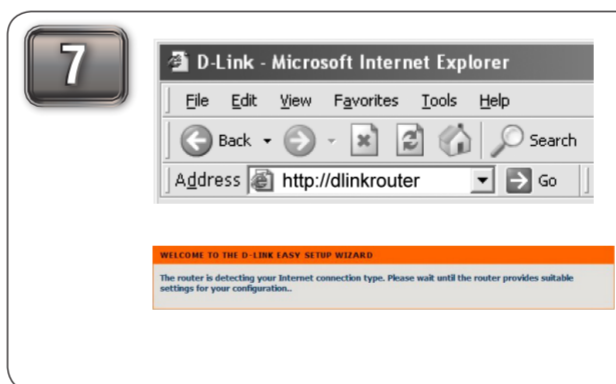 7
D-Link - Microsoft Internet Explorer
File Edit View Favorites Tools Help
Back Search
Address http://dlinkrouter Go
WELCOME TO THE D-LINK EASY SETUP WIZARD
The router is detecting your Internet connection type. Please wait until the router provides suitable
settings for your configuration..